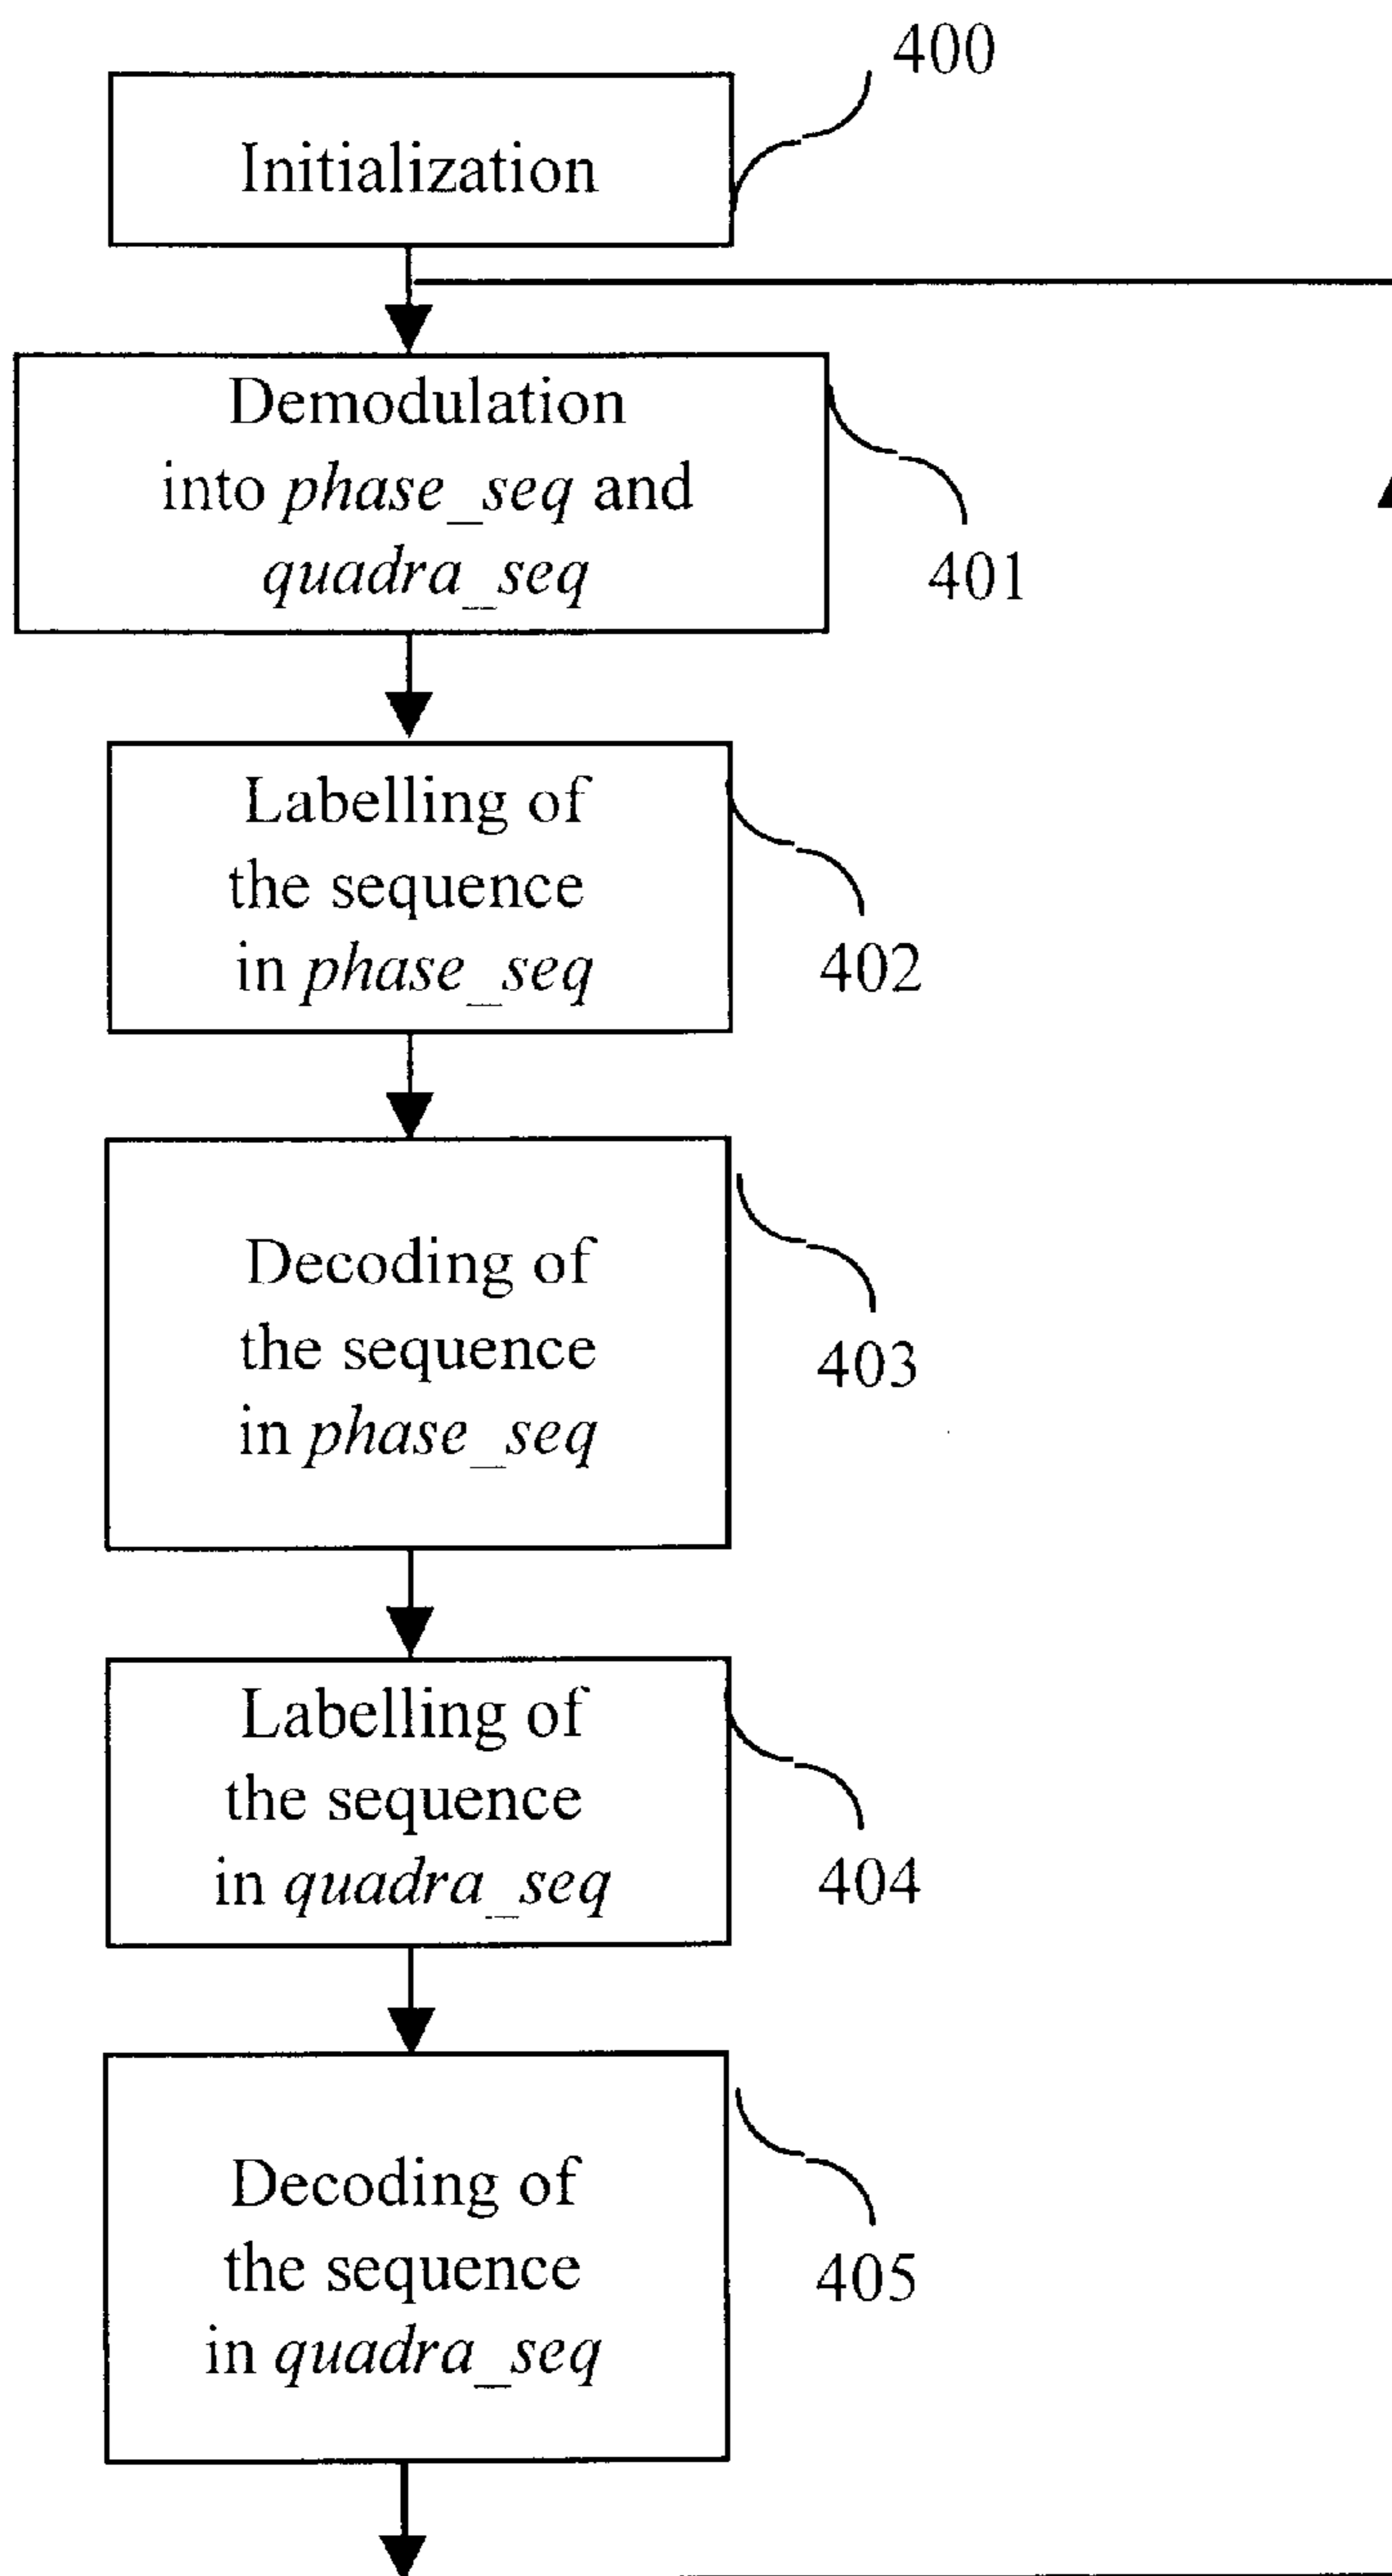 400
Initialization
Demodulation
into phase_seq and
quadra_seq
401
Labelling of
the sequence
in phase_seq
402
Decoding of
the sequence
in phase_seq
403
Labelling of
the sequence
in quadra_seq
404
Decoding of
the sequence
in quadra_seq
405